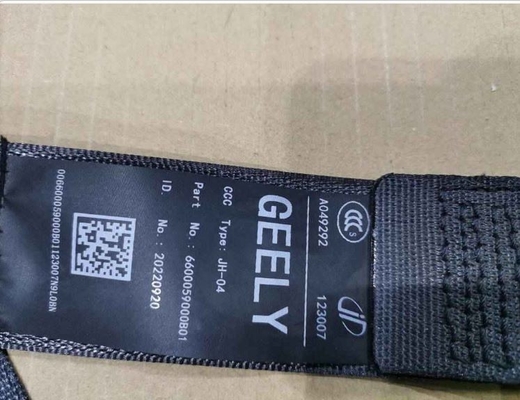 A049292 123007
GEELY
CCC Type: JH-04
Part No.: 6600059000B01
ID. No.: 20220920